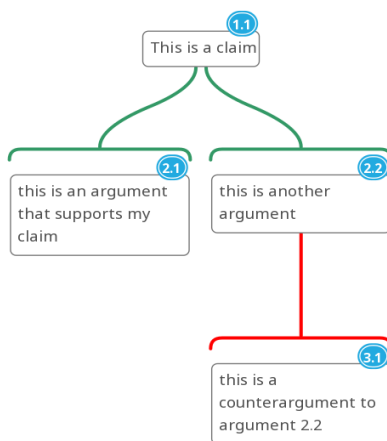 1.1
This is a claim
2.1
this is an argument
that supports my
claim
2.2
this is another
argument
3.1
this is a
counterargument to
argument 2.2